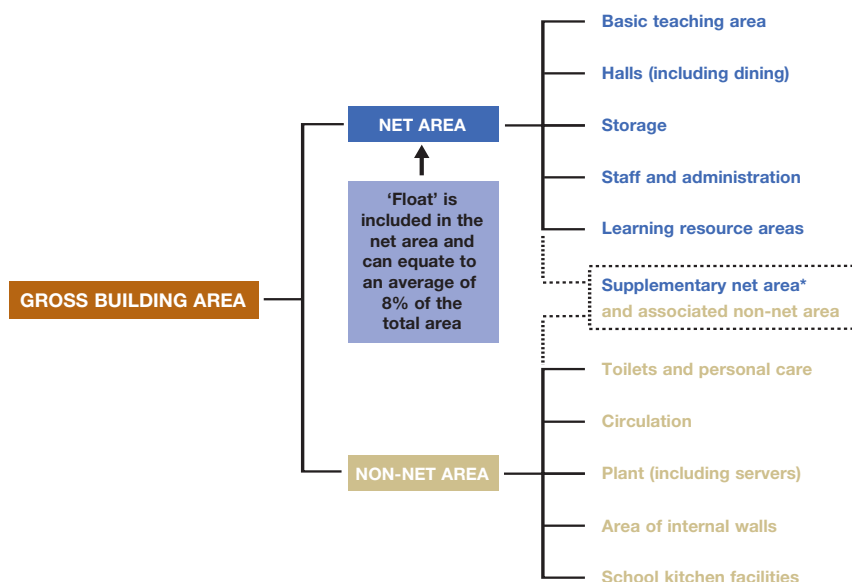 Basic teaching area
Halls (including dining)
NET AREA
Storage
Staff and administration
Learning resource areas
‘Float’ is
included in the
net area and
can equate to
an average of
8% of the
total area
GROSS BUILDING AREA
Supplementary net area*
and associated non-net area
Toilets and personal care
Circulation
NON-NET AREA
Plant (including servers)
Area of internal walls
School kitchen facilities